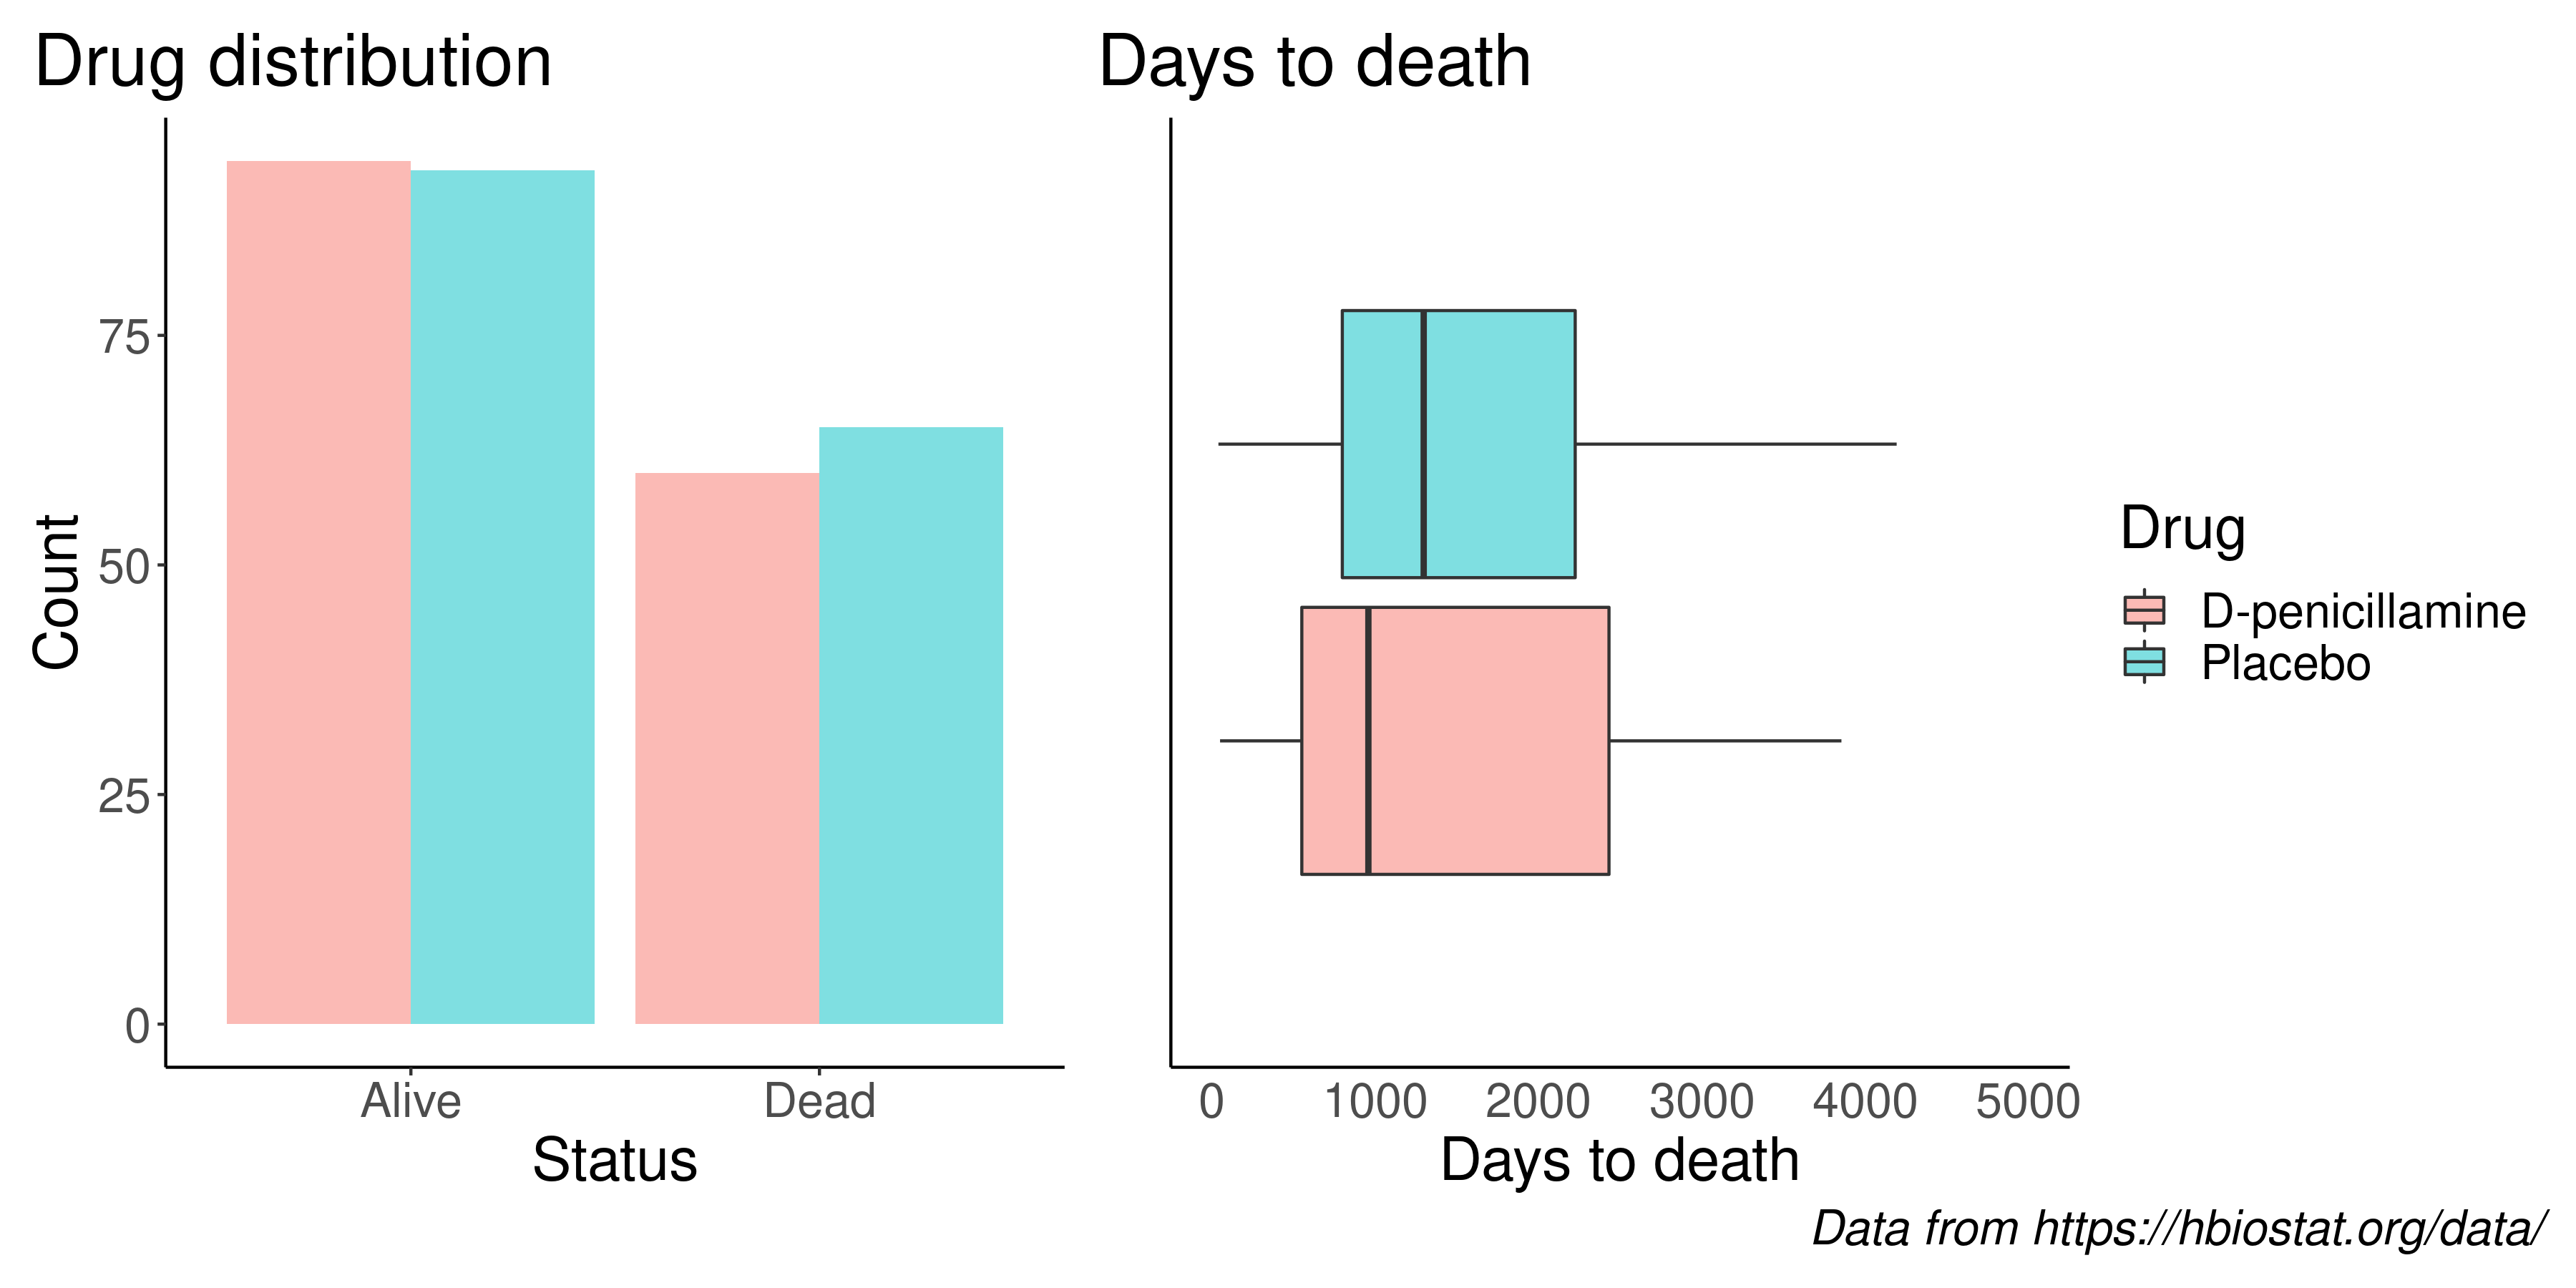 Drug distribution
Count
75
50
25
0
Alive Dead
Status
Days to death
0 1000 2000 3000 4000 5000
Days to death
Drug
D-penicillamine
Placebo
Data from https://hbiostat.org/data/